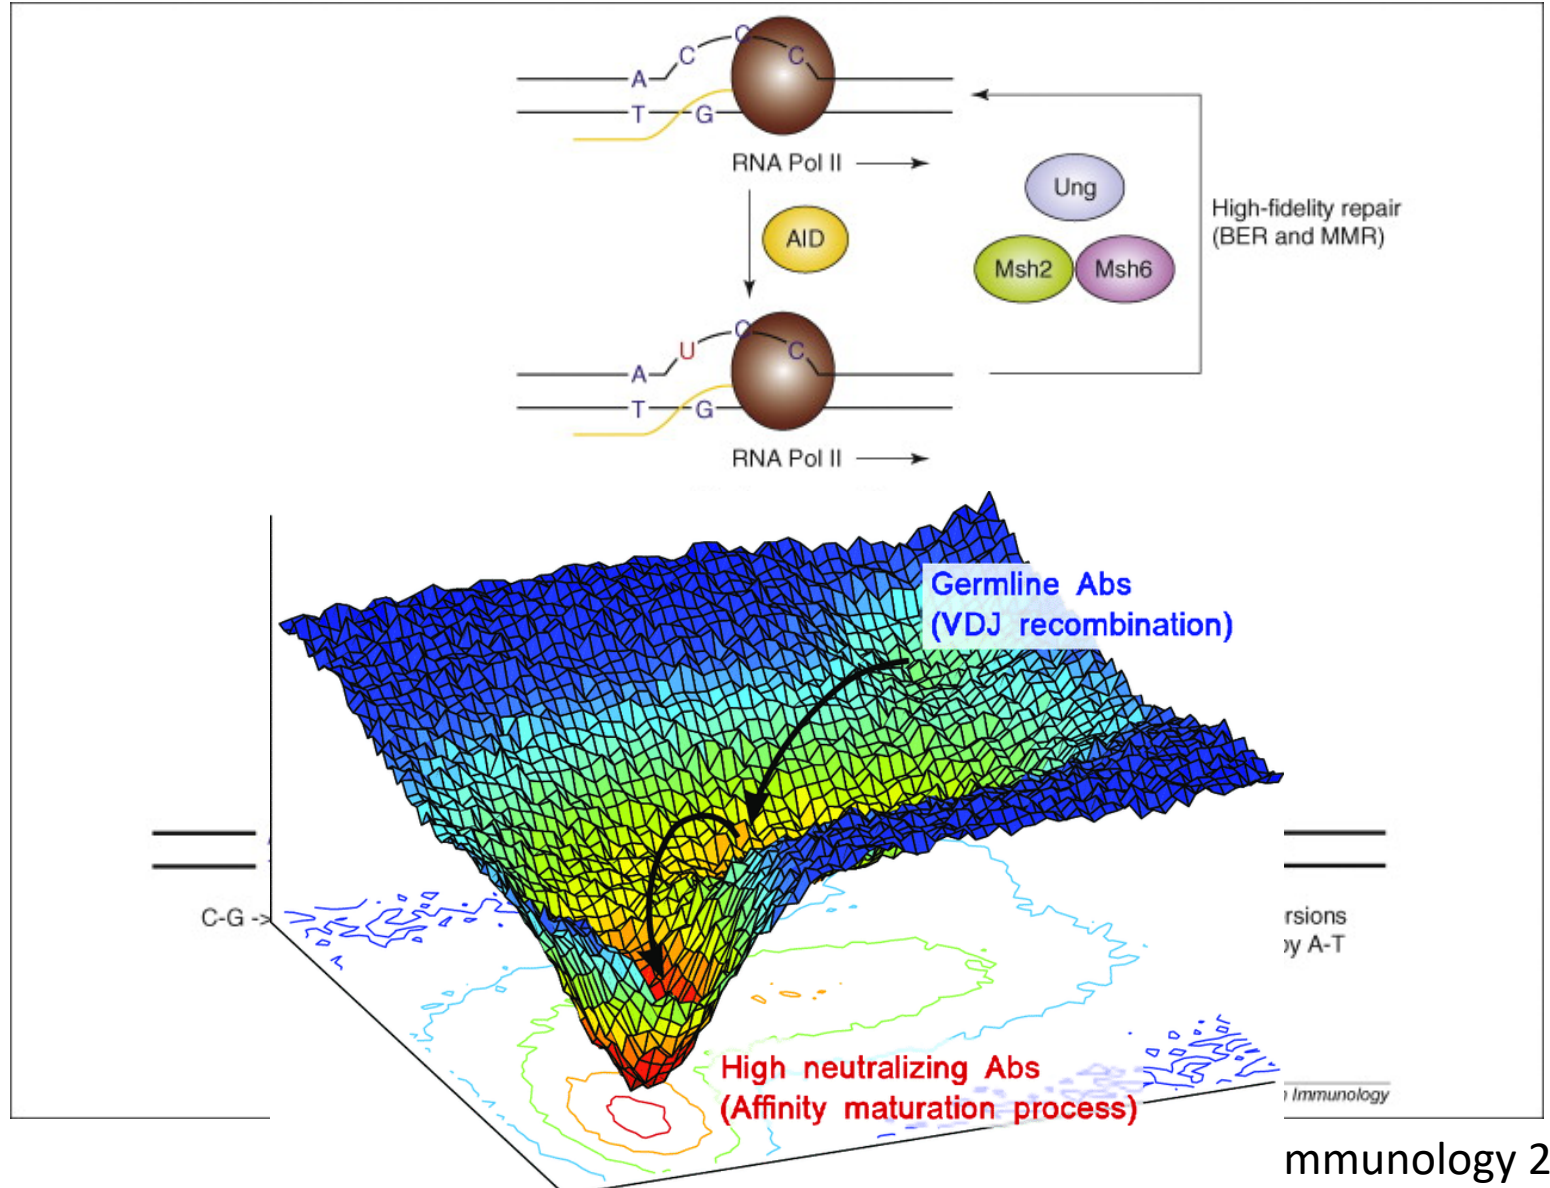 A C C C
T G
RNA Pol II
AID
Ung
Msh2 Msh6
High-fidelity repair
(BER and MMR)
A U C C
T G
RNA Pol II
Germline Abs
(VDJ recombination)
C-G ->
rsions
by A-T
High neutralizing Abs
(Affinity maturation process)
Immunology
mmunology 2